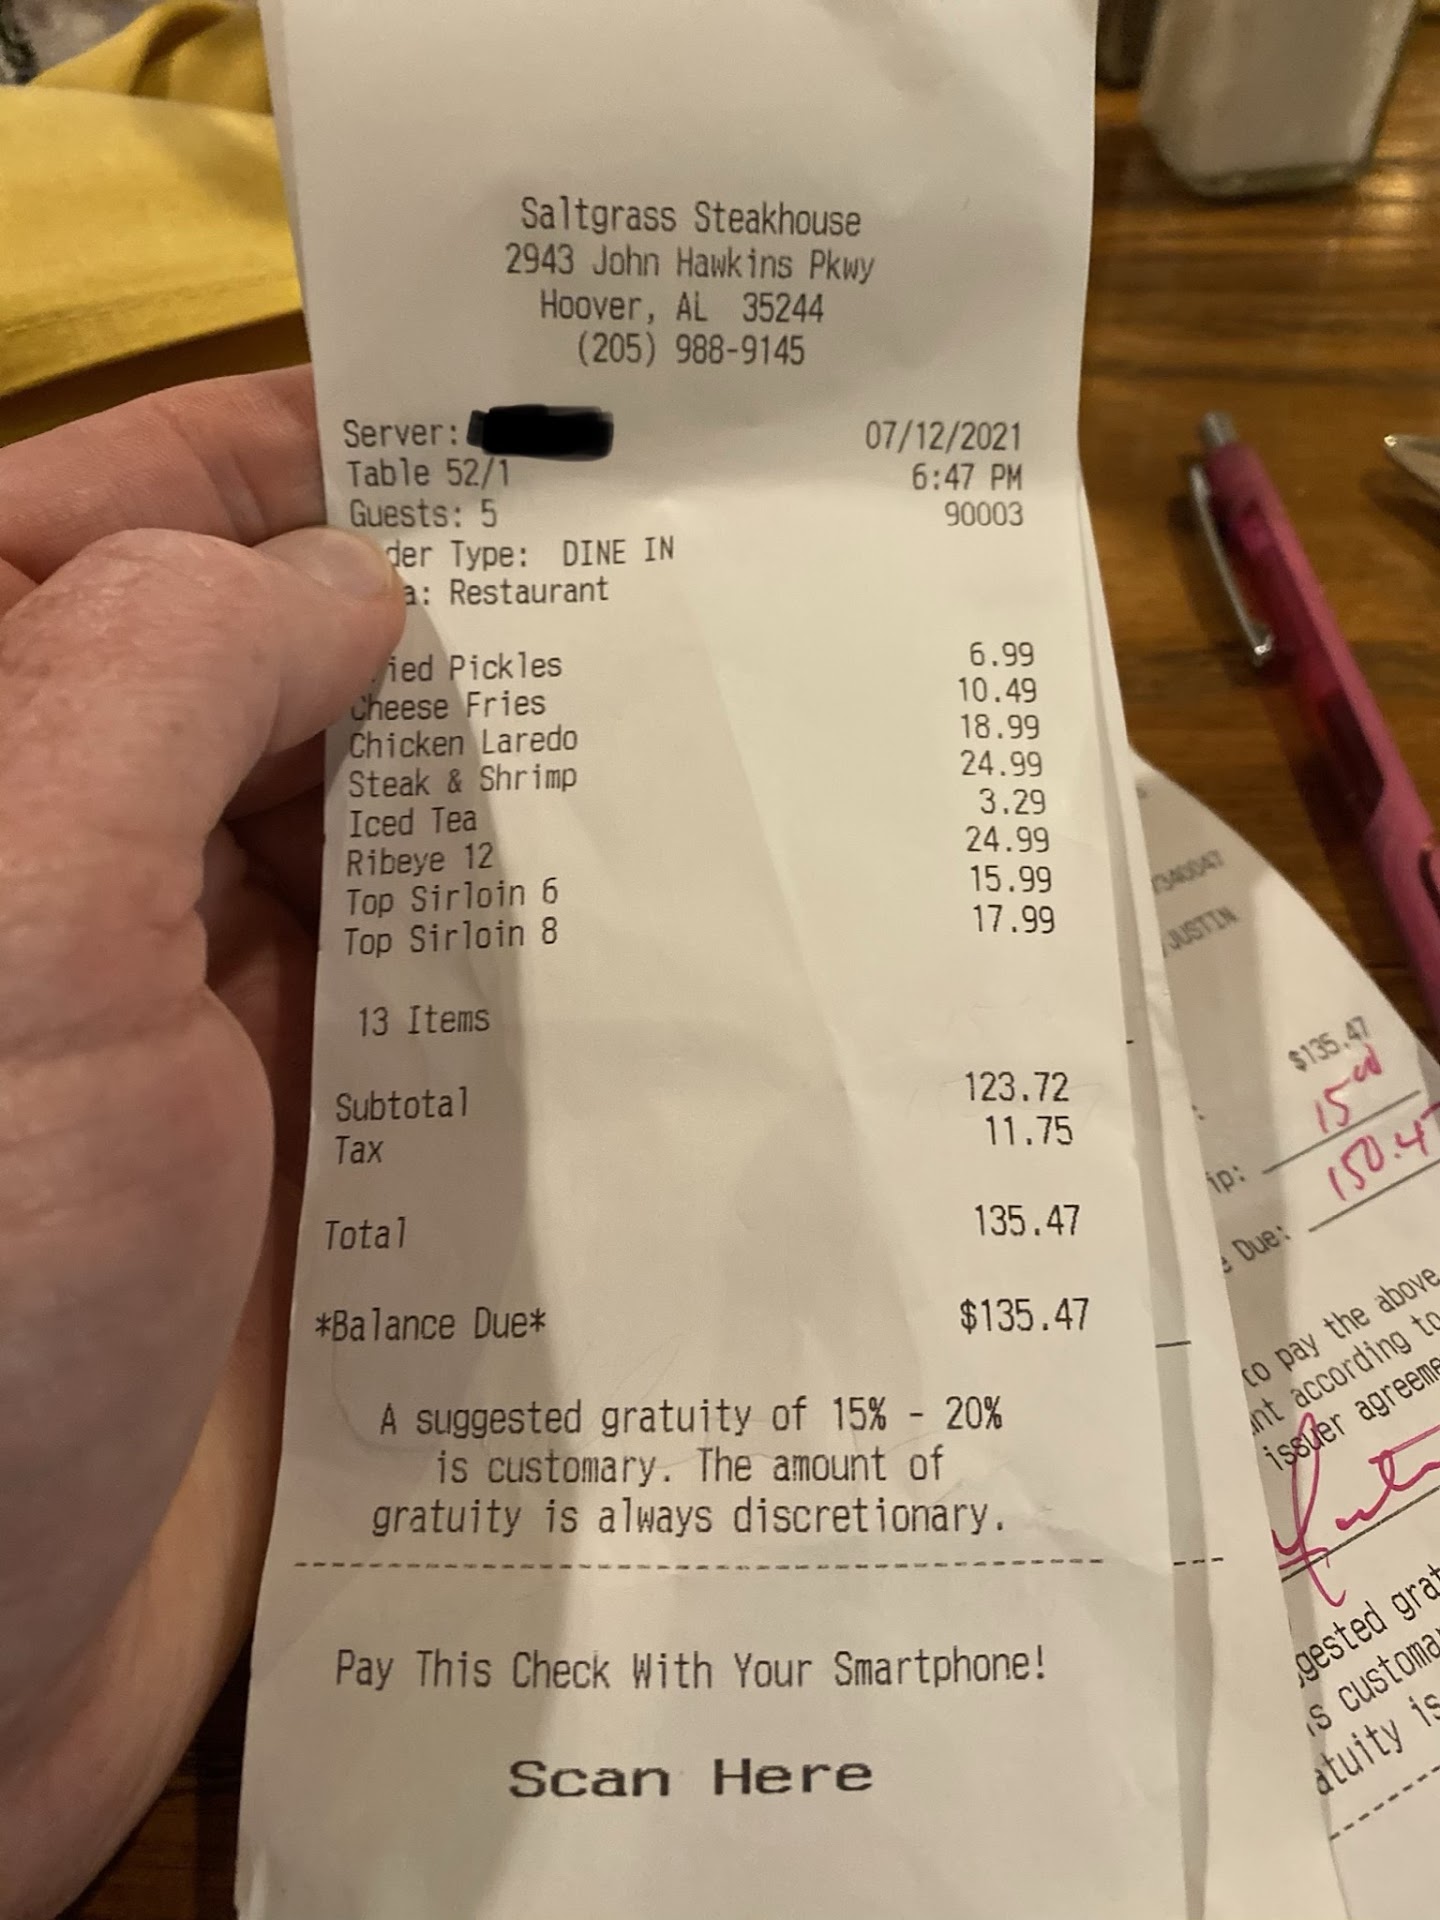 Saltgrass Steakhouse
2943 John Hawkins Pkwy
Hoover, AL 35244
(205) 988-9145
Server:
07/12/2021
Table 52/1
6:47 PM
Guests: 5
90003
der Type: DINE IN
a: Restaurant
ied Pickles 6.99
Cheese Fries 10.49
Chicken Laredo 18.99
Steak & Shrimp 24.99
Iced Tea 3.29
Ribeye 12 24.99
Top Sirloin 6 15.99
Top Sirloin 8 17.99
13 Items
Subtotal 123.72
Tax 11.75
Total 135.47
*Balance Due* $135.47
A suggested gratuity of 15% - 20%
is customary. The amount of
gratuity is always discretionary.
Pay This Check With Your Smartphone!
Scan Here
JUSTIN
$135.47
ip: 15 00
e Due: 150.47
to pay the above
nt according to
issuer agreeme
gested grat
is customa
atuity is